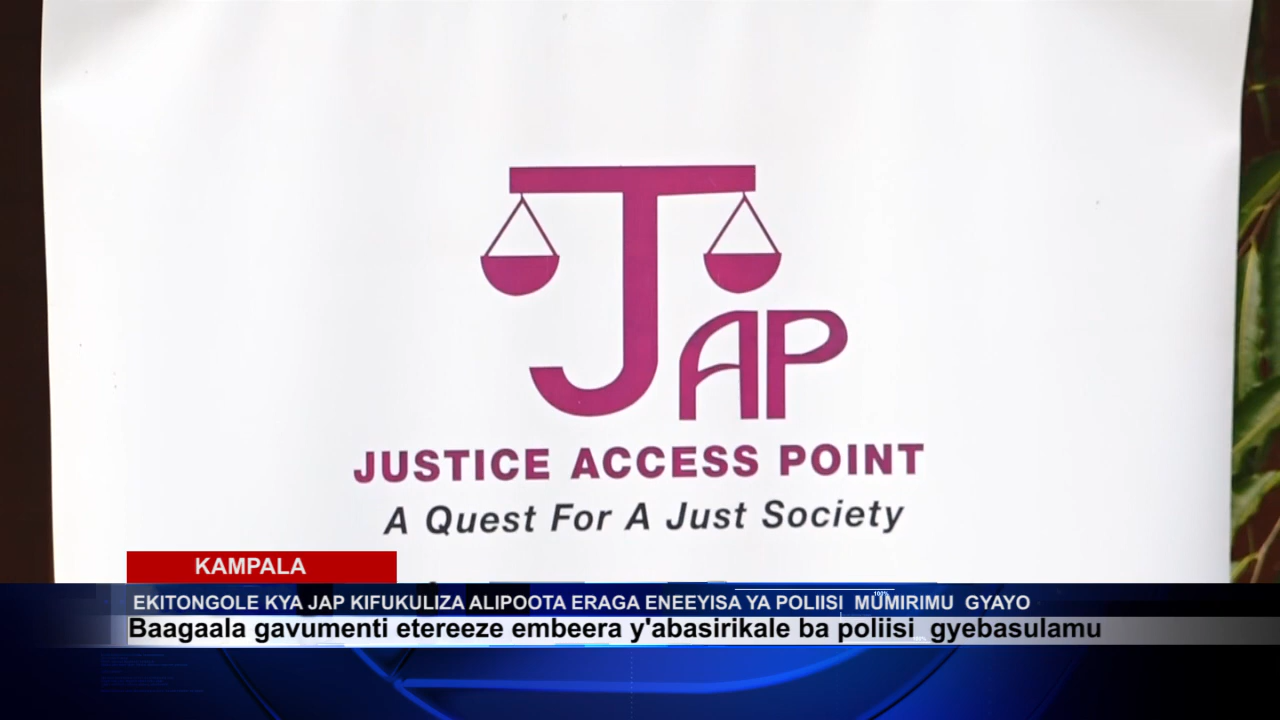 JAP
JUSTICE ACCESS POINT
A Quest For A Just Society
KAMPALA
100%
EKITONGOLE KYA JAP KIFUKULIZA ALIPOOTA ERAGA ENEEYISA YA POLIISI MUMIRIMU GYAYO
Baagaala gavumenti etereeze embeera y'abasirikale ba poliisi gyebasulamu